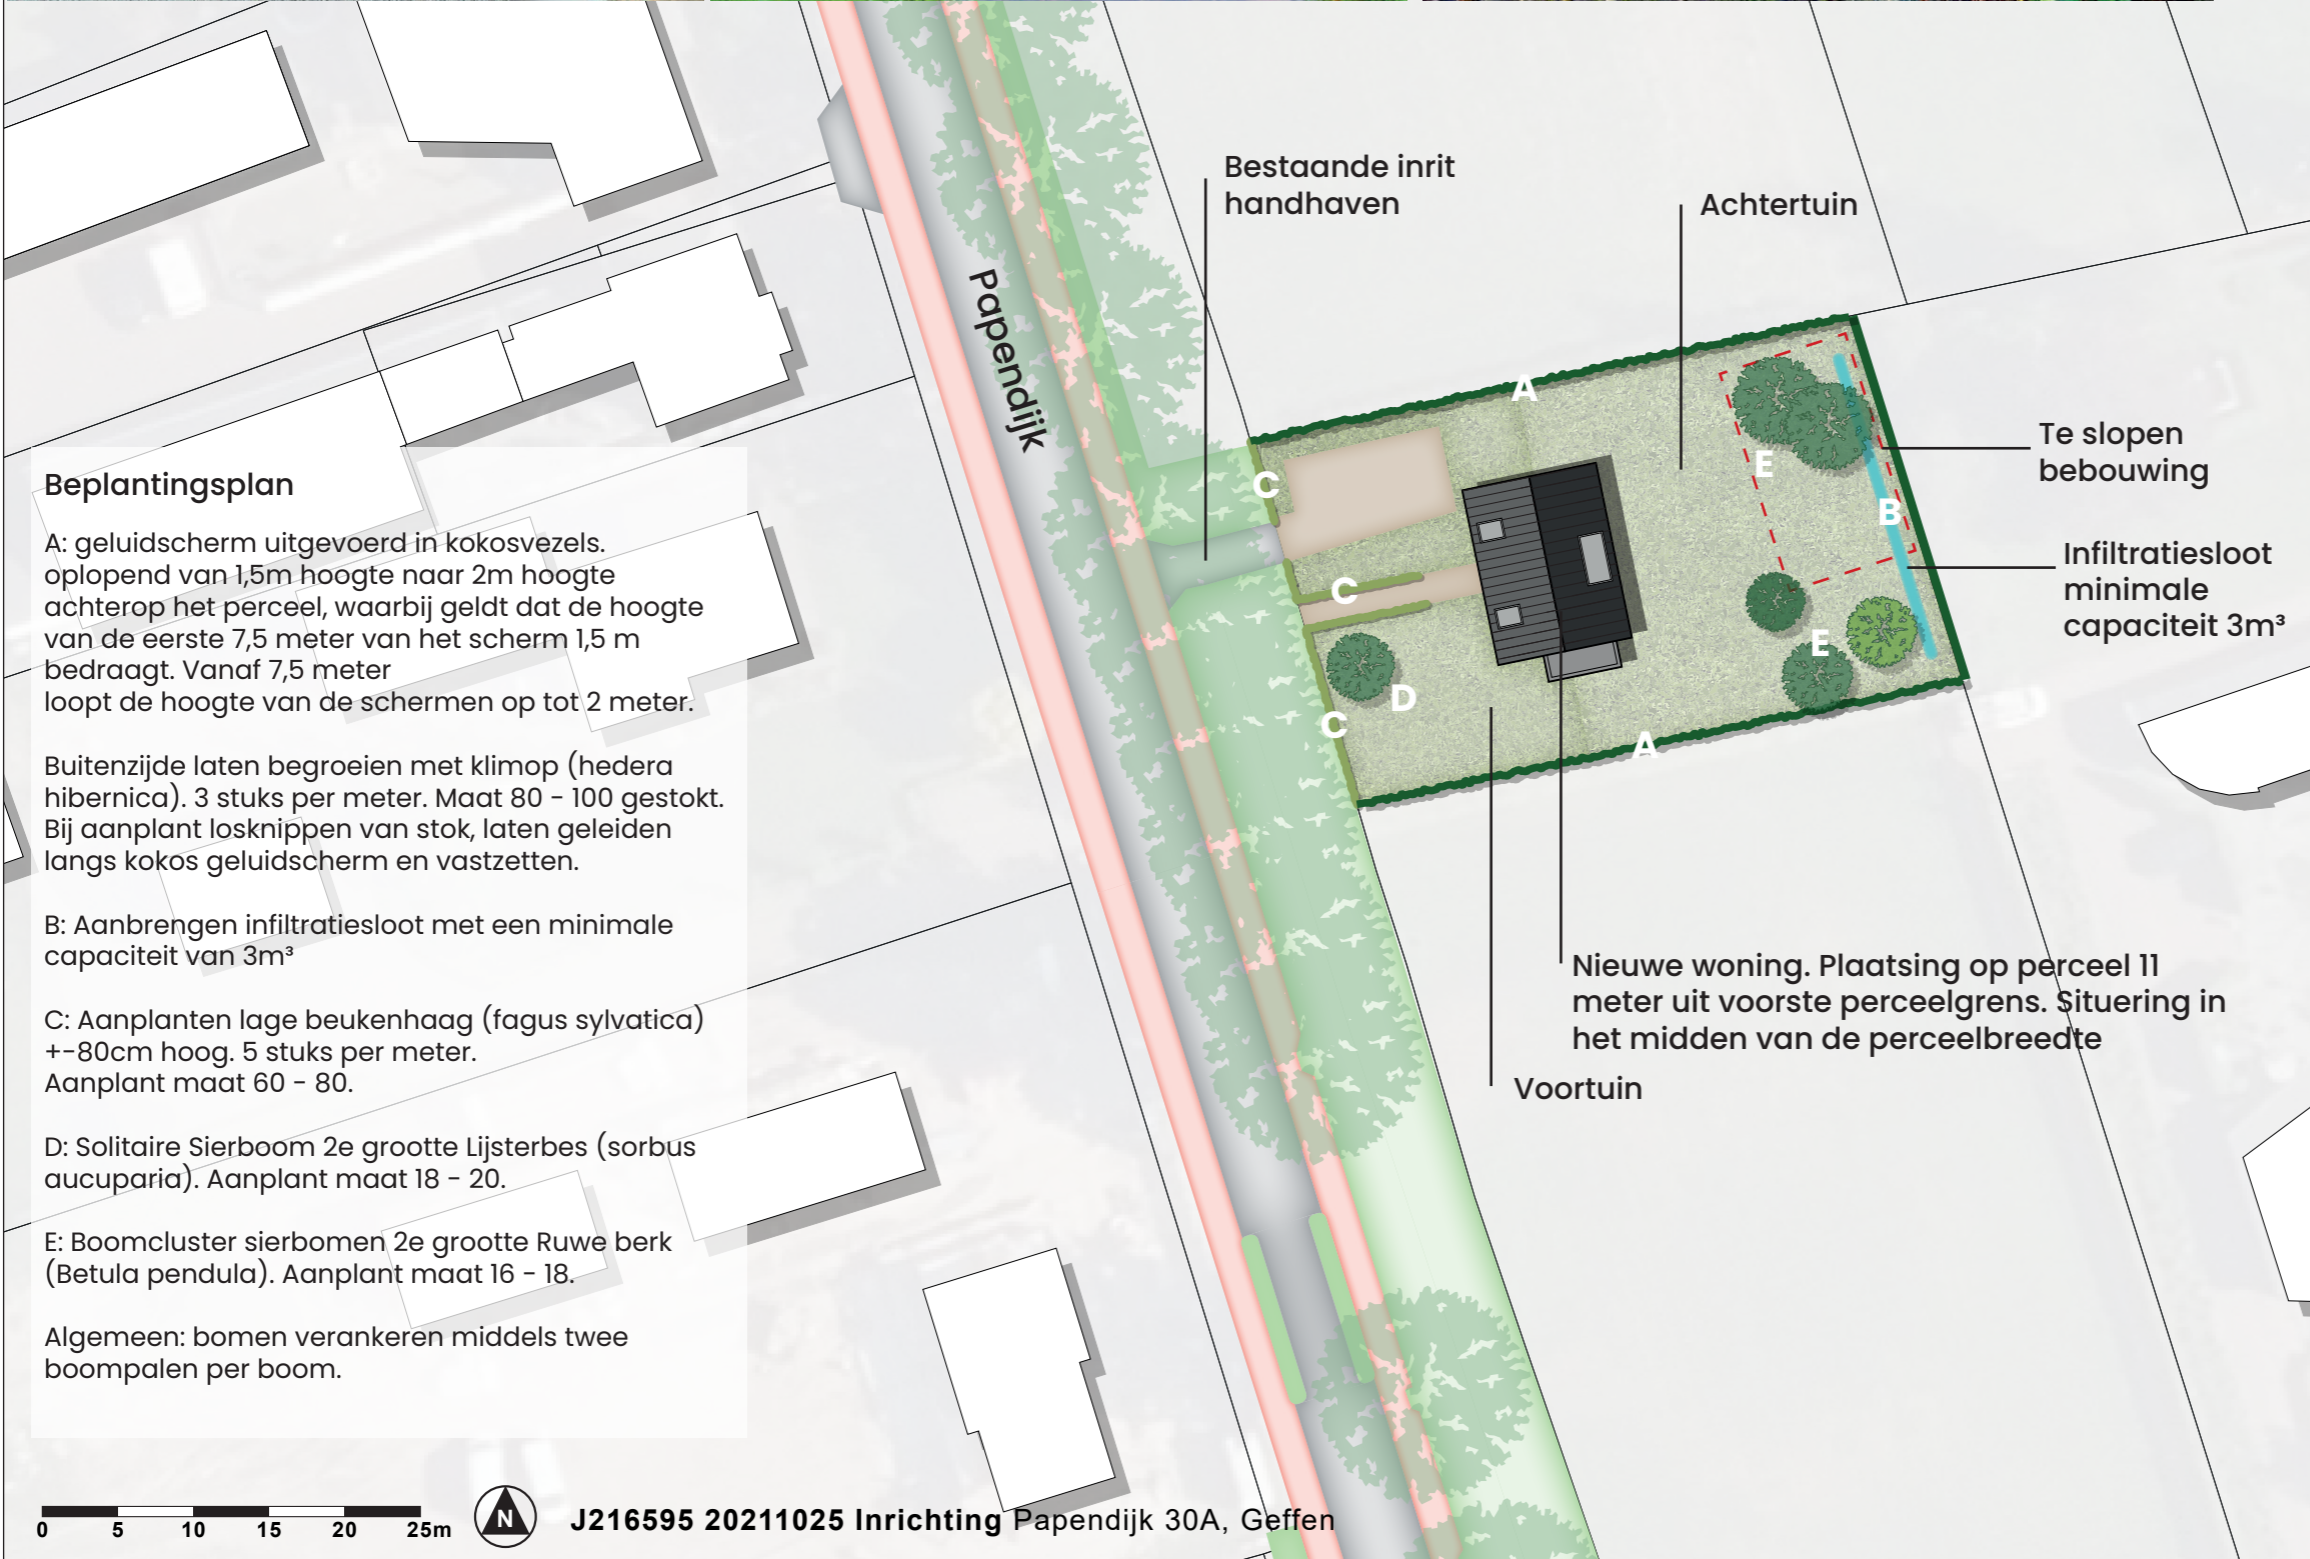 Bestaande inrit
handhaven
Achtertuin
Papendijk
A
C
E
B
Te slopen
bebouwing
Infiltratiesloot
minimale
capaciteit 3m³
C
E
D
C
A
Nieuwe woning. Plaatsing op perceel 11
meter uit voorste perceelgrens. Situering in
het midden van de perceelbreedte
Voortuin
Beplantingsplan
A: geluidscherm uitgevoerd in kokosvezels.
oplopend van 1,5m hoogte naar 2m hoogte
achterop het perceel, waarbij geldt dat de hoogte
van de eerste 7,5 meter van het scherm 1,5 m
bedraagt. Vanaf 7,5 meter
loopt de hoogte van de schermen op tot 2 meter.
Buitenzijde laten begroeien met klimop (hedera
hibernica). 3 stuks per meter. Maat 80 - 100 gestokt.
Bij aanplant losknippen van stok, laten geleiden
langs kokos geluidscherm en vastzetten.
B: Aanbrengen infiltratiesloot met een minimale
capaciteit van 3m³
C: Aanplanten lage beukenhaag (fagus sylvatica)
+-80cm hoog. 5 stuks per meter.
Aanplant maat 60 - 80.
D: Solitaire Sierboom 2e grootte Lijsterbes (sorbus
aucuparia). Aanplant maat 18 - 20.
E: Boomcluster sierbomen 2e grootte Ruwe berk
(Betula pendula). Aanplant maat 16 - 18.
Algemeen: bomen verankeren middels twee
boompalen per boom.
0 5 10 15 20 25m
N
J216595 20211025 Inrichting Papendijk 30A, Geffen